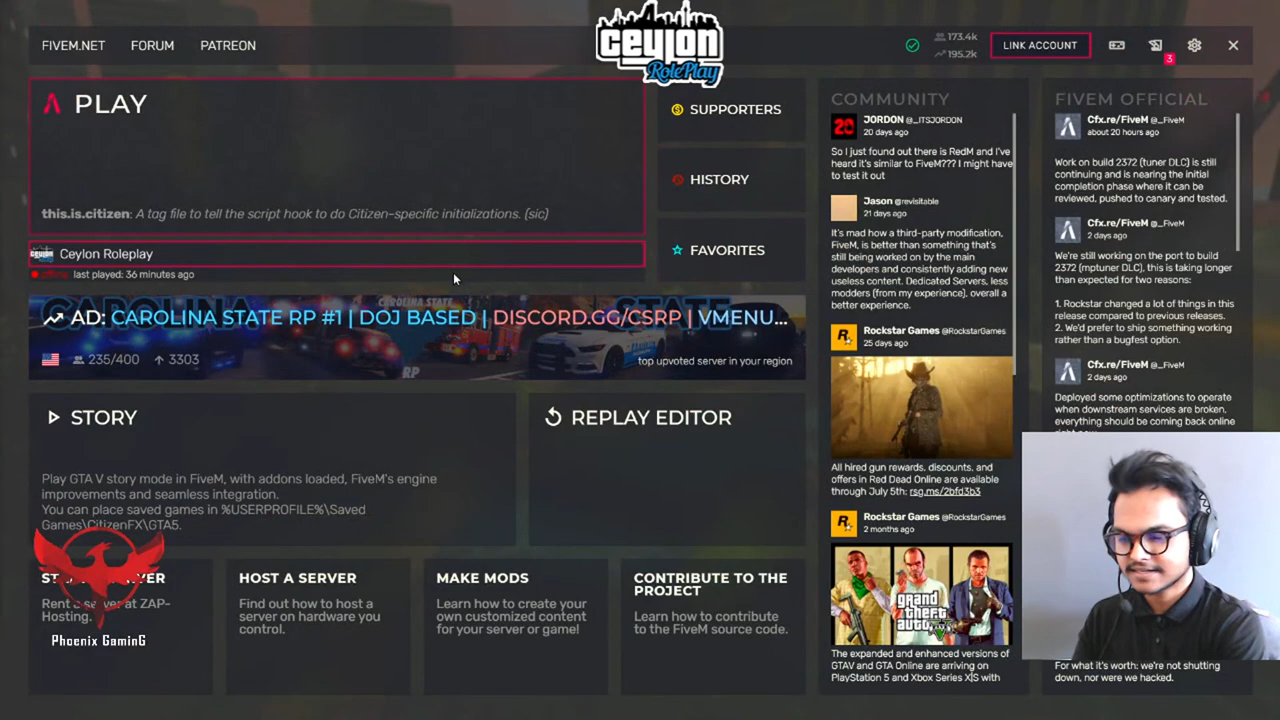 FIVEM.NET
FORUM
PATREON
ceylon
RolePlay
173.4k
195.2k
LINK ACCOUNT
3
PLAY
this.is.citizen: A tag file to tell the script hook to do Citizen-specific initializations. (sic)
Ceylon Roleplay
last played: 36 minutes ago
SUPPORTERS
HISTORY
FAVORITES
AD: CAROLINA STATE RP #1 | DOJ BASED | DISCORD.GG/CSRP | VMENU...
235/400
3303
top upvoted server in your region
STORY
Play GTA V story mode in FiveM, with addons loaded, FiveM's engine
improvements and seamless integration.
You can place saved games in %USERPROFILE%\Saved
Games\CitizenFX\GTA5.
REPLAY EDITOR
Rent a server at ZAP-
Hosting.
Phoenix GaminG
HOST A SERVER
Find out how to host a
server on hardware you
control.
MAKE MODS
Learn how to create your
own customized content
for your server or game!
CONTRIBUTE TO THE
PROJECT
Learn how to contribute
to the FiveM source code.
COMMUNITY
JORDON @_ITSJORDON
20 days ago
So I just found out there is RedM and I've
heard it's similar to FiveM??? I might have
to test it out
Jason @revisitable
21 days ago
It's mad how a third-party modification,
FiveM, is better than something that's
still being worked on by the main
developers and consistently adding new
useless content. Dedicated Servers, less
modders (from my experience), overall a
better experience.
Rockstar Games @RockstarGames
25 days ago
All hired gun rewards, discounts, and
offers in Red Dead Online are available
through July 5th: rsg.ms/2bfd3b3
Rockstar Games @RockstarGames
2 months ago
grand
theft
auto
V
The expanded and enhanced versions of
GTAV and GTA Online are arriving on
PlayStation 5 and Xbox Series X|S with
FIVEM OFFICIAL
Cfx.re/FiveM @_FiveM
about 20 hours ago
Work on build 2372 (tuner DLC) is still
continuing and is nearing the initial
completion phase where it can be
reviewed, pushed to canary and tested.
Cfx.re/FiveM @_FiveM
2 days ago
We're still working on the port to build
2372 (mptuner DLC), this is taking longer
than expected for two reasons:
1. Rockstar changed a lot of things in this
release compared to previous releases.
2. We'd prefer to ship something working
rather than a bugfest option.
Cfx.re/FiveM @_FiveM
2 days ago
Deployed some optimizations to operate
when downstream services are broken,
everything should be coming back online
For what it's worth: we're not shutting
down, nor were we hacked.